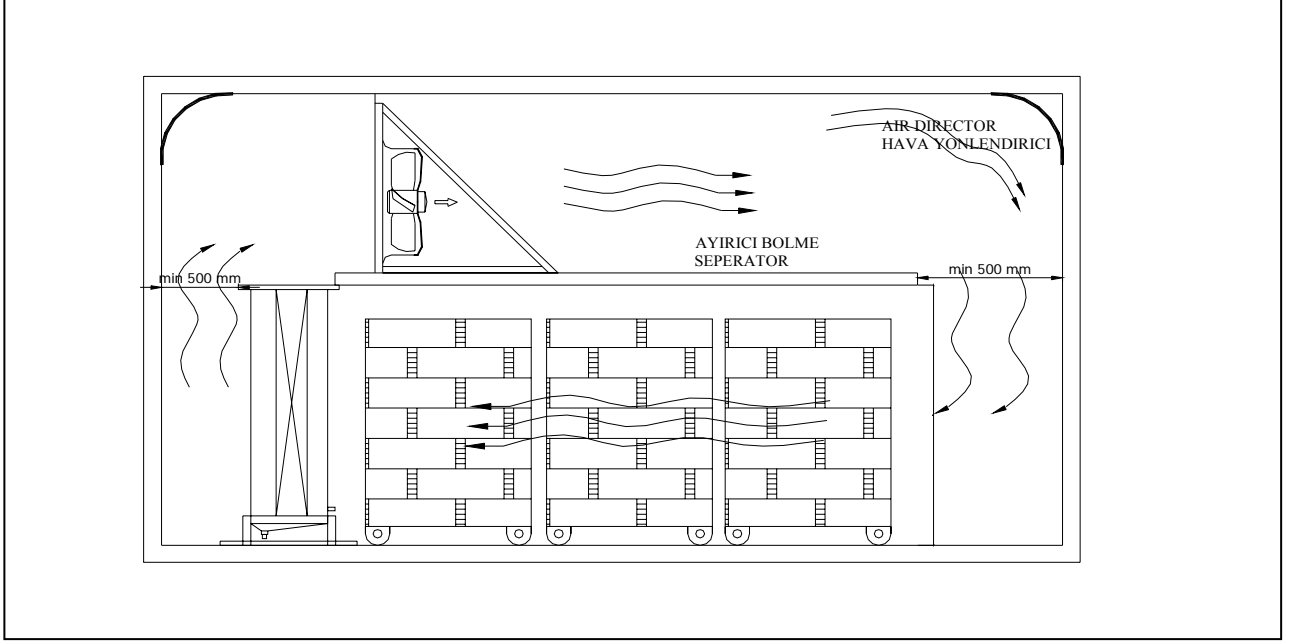 AIR DIRECTOR
HAVA YONLENDIRICI
AYIRICI BOLME
SEPERATOR
min 500 mm
min 500 mm